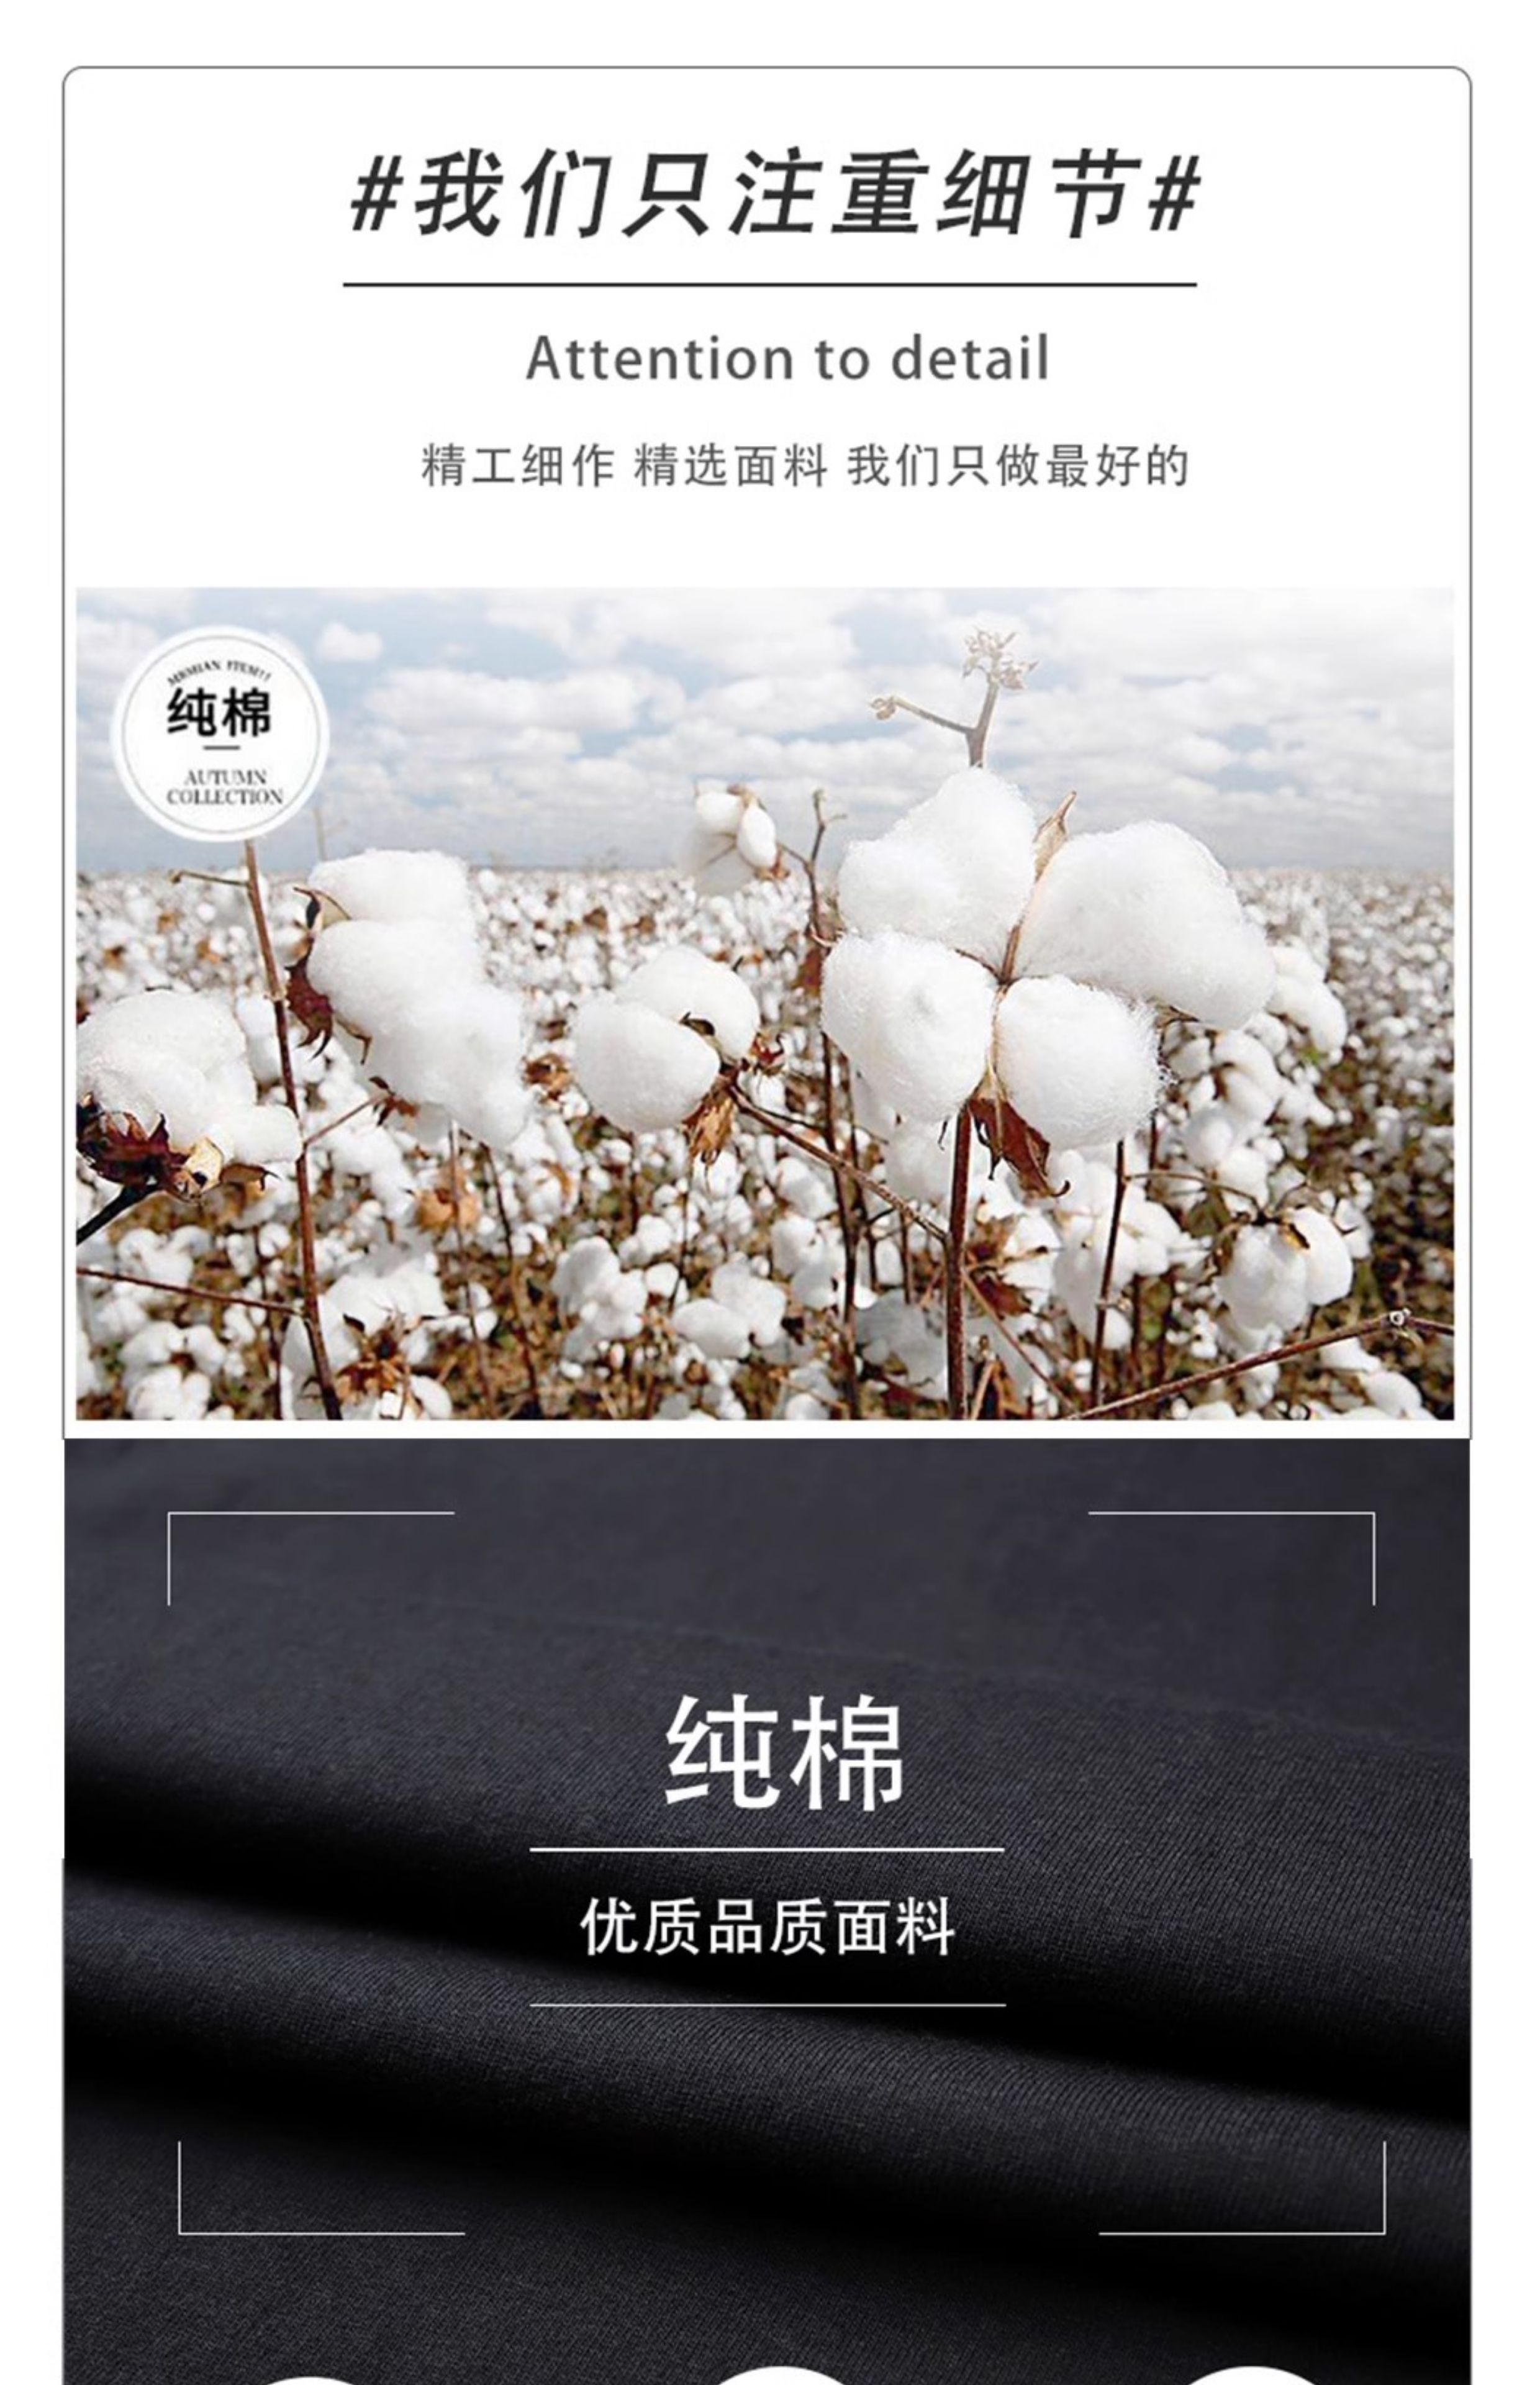 #我们只注重细节#
Attention to detail
精工细作 精选面料 我们只做最好的
纯棉
AUTUMN
COLLECTION
纯棉
优质品质面料